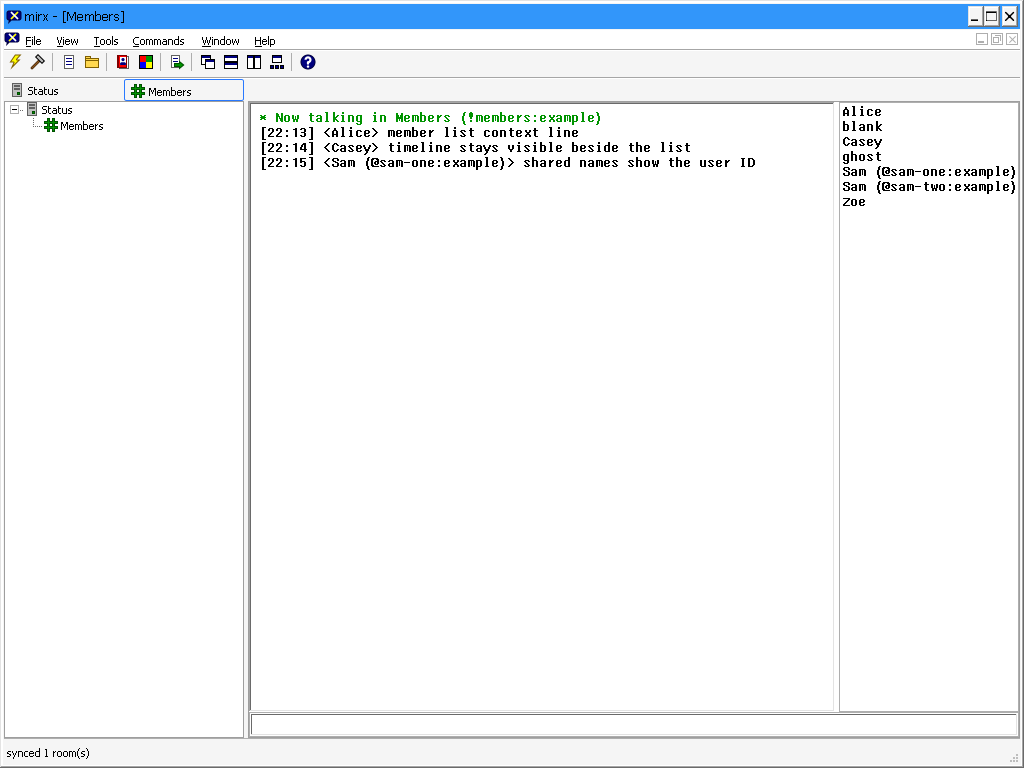 mirx - [Members]
File View Tools Commands Window Help
Status Members
Status
Members
* Now talking in Members (!members:example)
[22:13] <Alice> member list context line
[22:14] <Casey> timeline stays visible beside the list
[22:15] <Sam (@sam-one:example)> shared names show the user ID
Alice
blank
Casey
ghost
Sam (@sam-one:example)
Sam (@sam-two:example)
Zoe
synced 1 room(s)